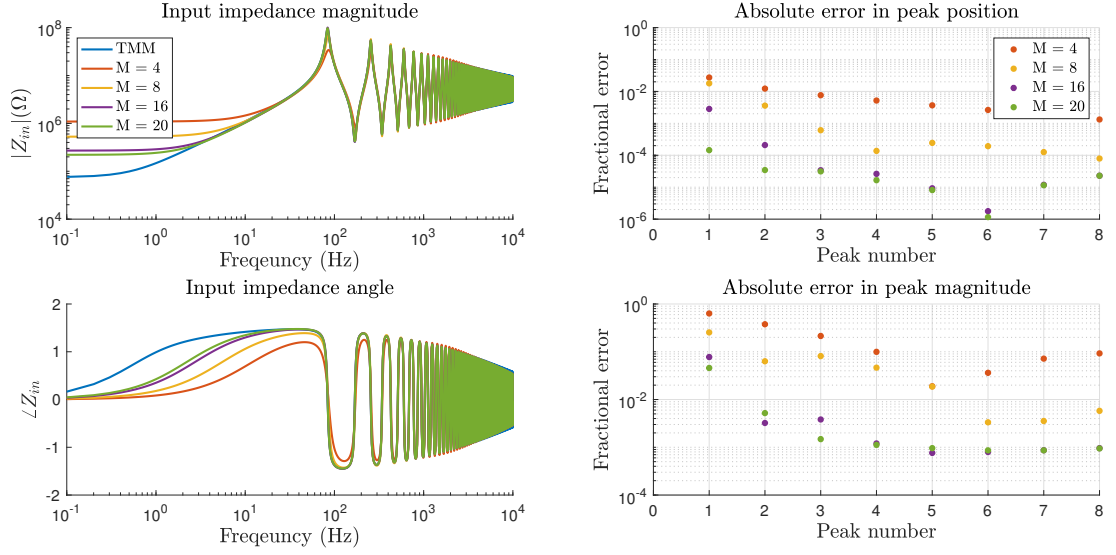 Input impedance magnitude
10^8
10^6
10^4
|Z_{in}|(Ω)
TMM
M = 4
M = 8
M = 16
M = 20
10^{-1} 10^0 10^1 10^2 10^3 10^4
Freqeuncy (Hz)
Absolute error in peak position
10^0
10^{-2}
10^{-4}
10^{-6}
Fractional error
M = 4
M = 8
M = 16
M = 20
0 1 2 3 4 5 6 7 8
Peak number
Input impedance angle
2
1
0
-1
-2
∠Z_{in}
10^{-1} 10^0 10^1 10^2 10^3 10^4
Freqeuncy (Hz)
Absolute error in peak magnitude
10^0
10^{-2}
10^{-4}
Fractional error
0 1 2 3 4 5 6 7 8
Peak number